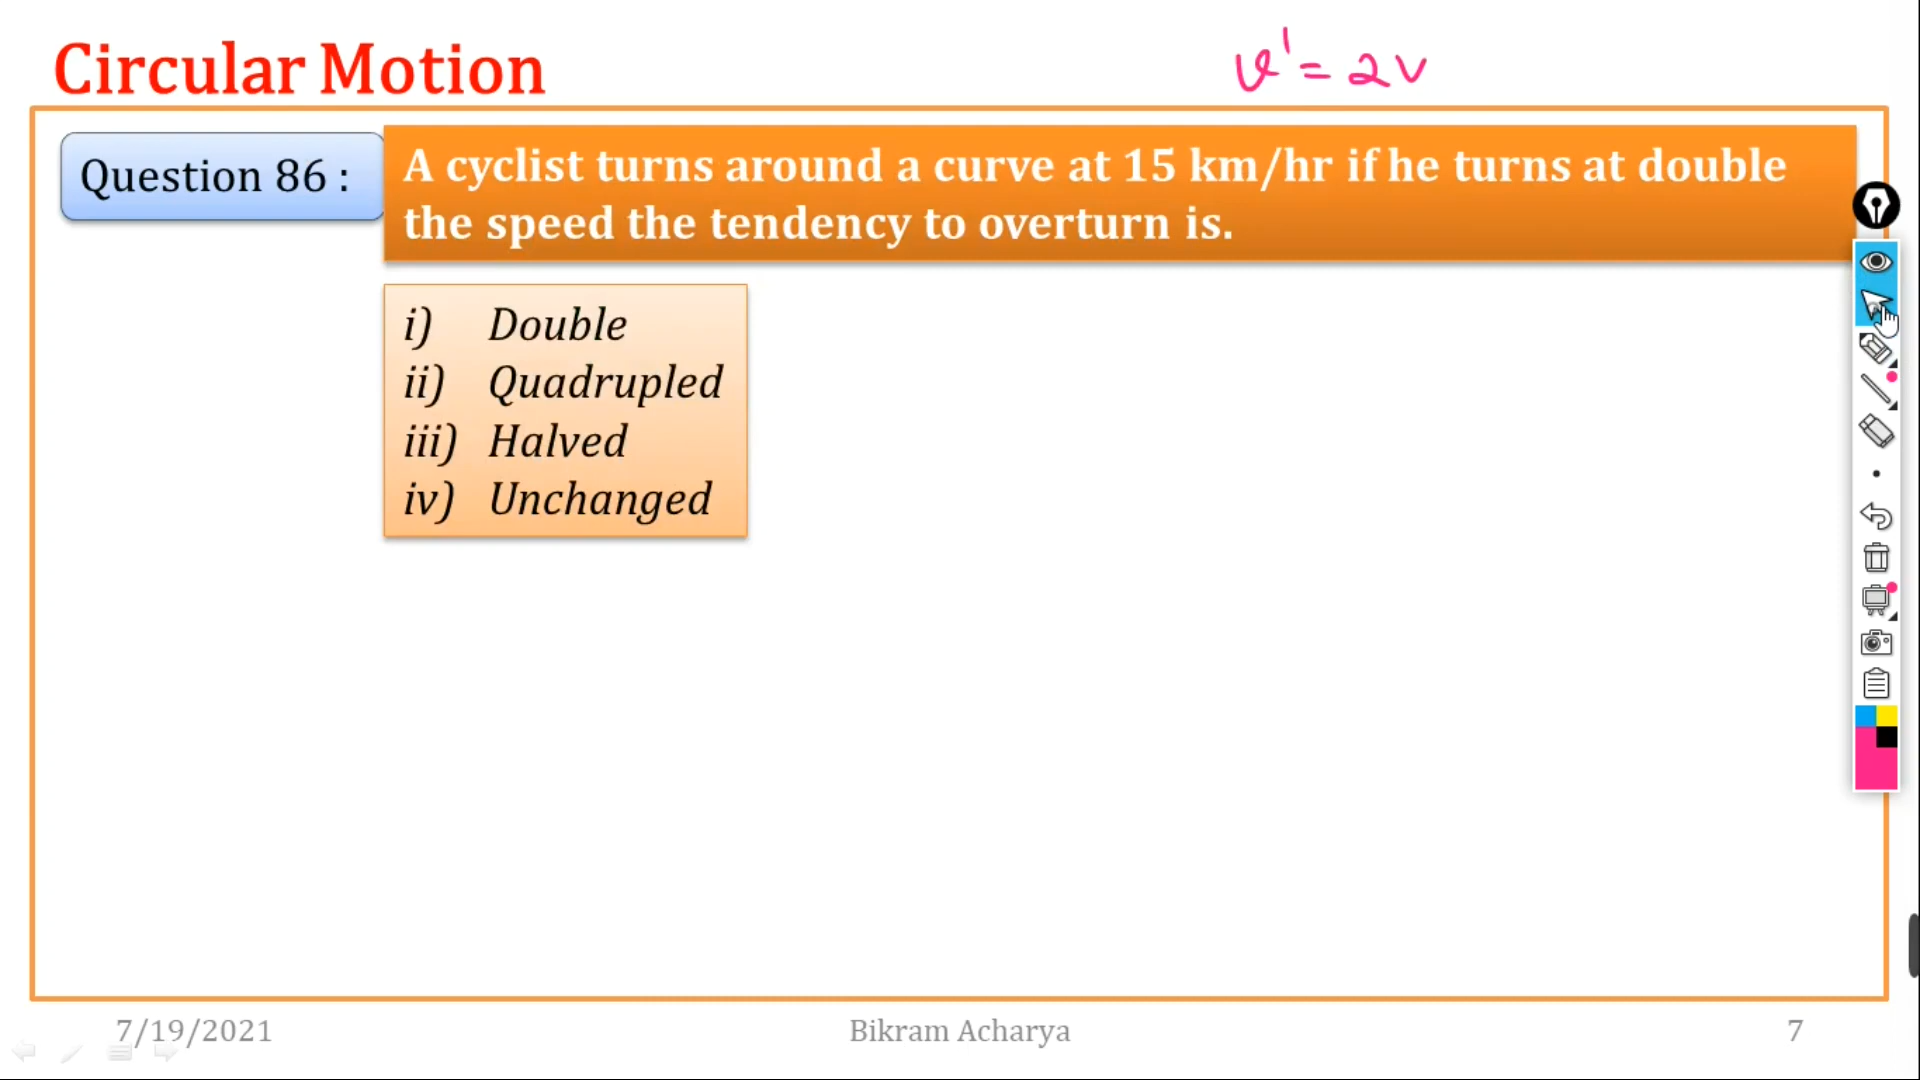 Circular Motion
v' = 2v
Question 86 :
A cyclist turns around a curve at 15 km/hr if he turns at double
the speed the tendency to overturn is.
i) Double
ii) Quadrupled
iii) Halved
iv) Unchanged
7/19/2021
Bikram Acharya
7